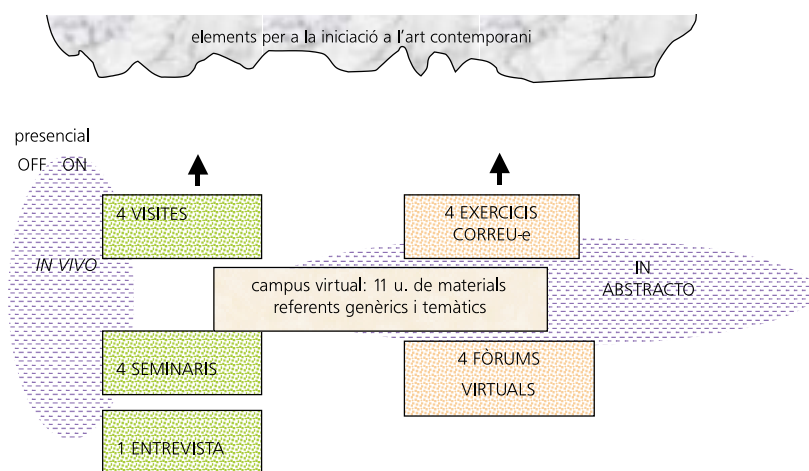 elements per a la iniciació a l'art contemporani
presencial
OFF ON
4 VISITES
4 EXERCICIS
CORREU-e
IN VIVO
campus virtual: 11 u. de materials
referents genèrics i temàtics
IN
ABSTRACTO
4 SEMINARIS
4 FÒRUMS
VIRTUALS
1 ENTREVISTA